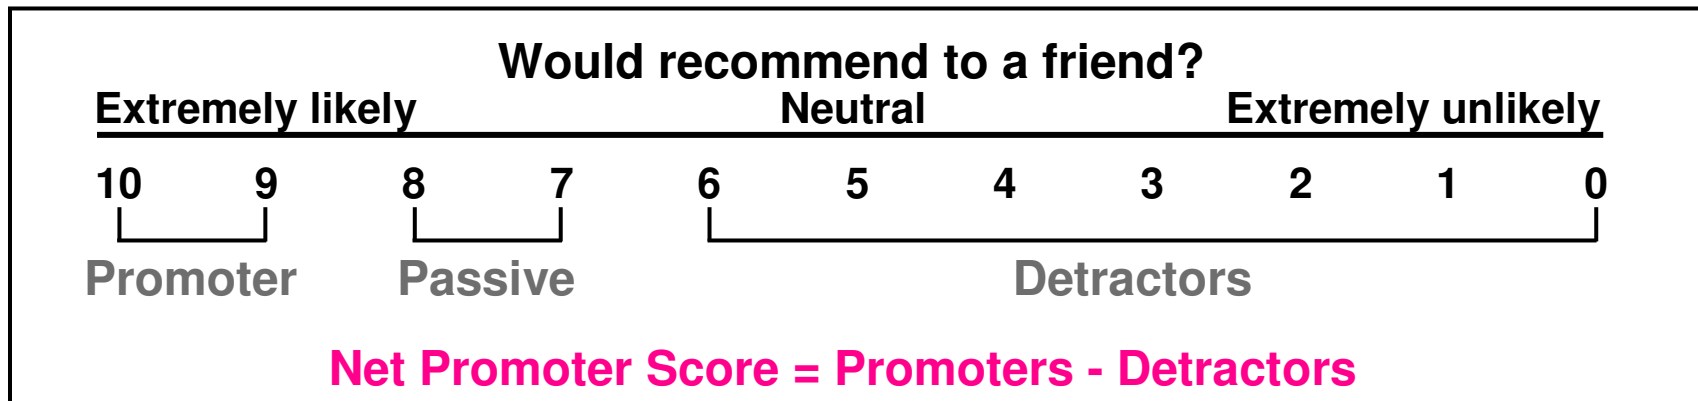 Would recommend to a friend?
Extremely likely Neutral Extremely unlikely
10 9 8 7 6 5 4 3 2 1 0
Promoter Passive Detractors
Net Promoter Score = Promoters - Detractors